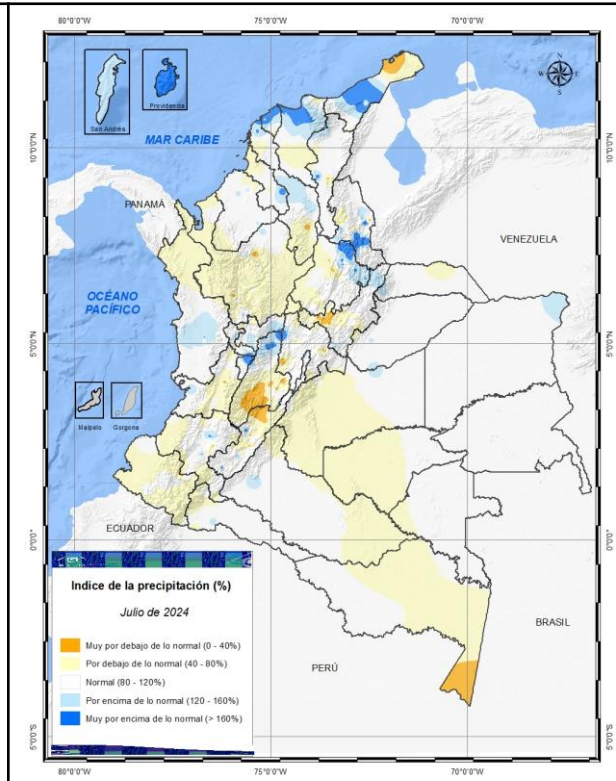 80°0'0"W 75°0'0"W 70°0'0"W
San Andrés
Providencia
N
W E
S
MAR CARIBE
10°0'0"N 10°0'0"N
PANAMÁ
VENEZUELA
OCÉANO
PACÍFICO
5°0'0"N 5°0'0"N
Malpelo Gorgona
ECUADOR
0°0'0" 0°0'0"
BRASIL
PERÚ
Indice de la precipitación (%)
Julio de 2024
Muy por debajo de lo normal (0 - 40%)
Por debajo de lo normal (40 - 80%)
Normal (80 - 120%)
Por encima de lo normal (120 - 160%)
Muy por encima de lo normal (> 160%)
5°0'0"S 5°0'0"S
80°0'0"W 75°0'0"W 70°0'0"W